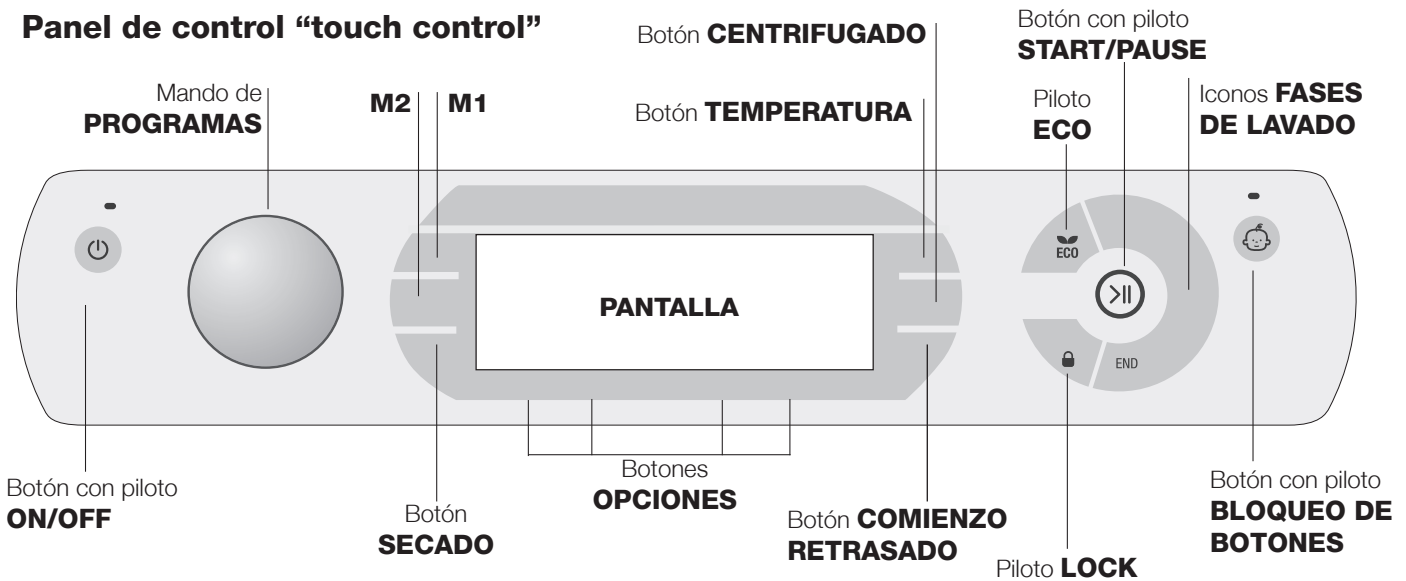 Panel de control “touch control”
Mando de
PROGRAMAS
M2
M1
Botón CENTRIFUGADO
Botón TEMPERATURA
Botón con piloto
START/PAUSE
Piloto
ECO
Iconos FASES
DE LAVADO
ECO
PANTALLA
END
Botón con piloto
ON/OFF
Botón
SECADO
Botones
OPCIONES
Botón COMIENZO
RETRASADO
Piloto LOCK
Botón con piloto
BLOQUEO DE
BOTONES